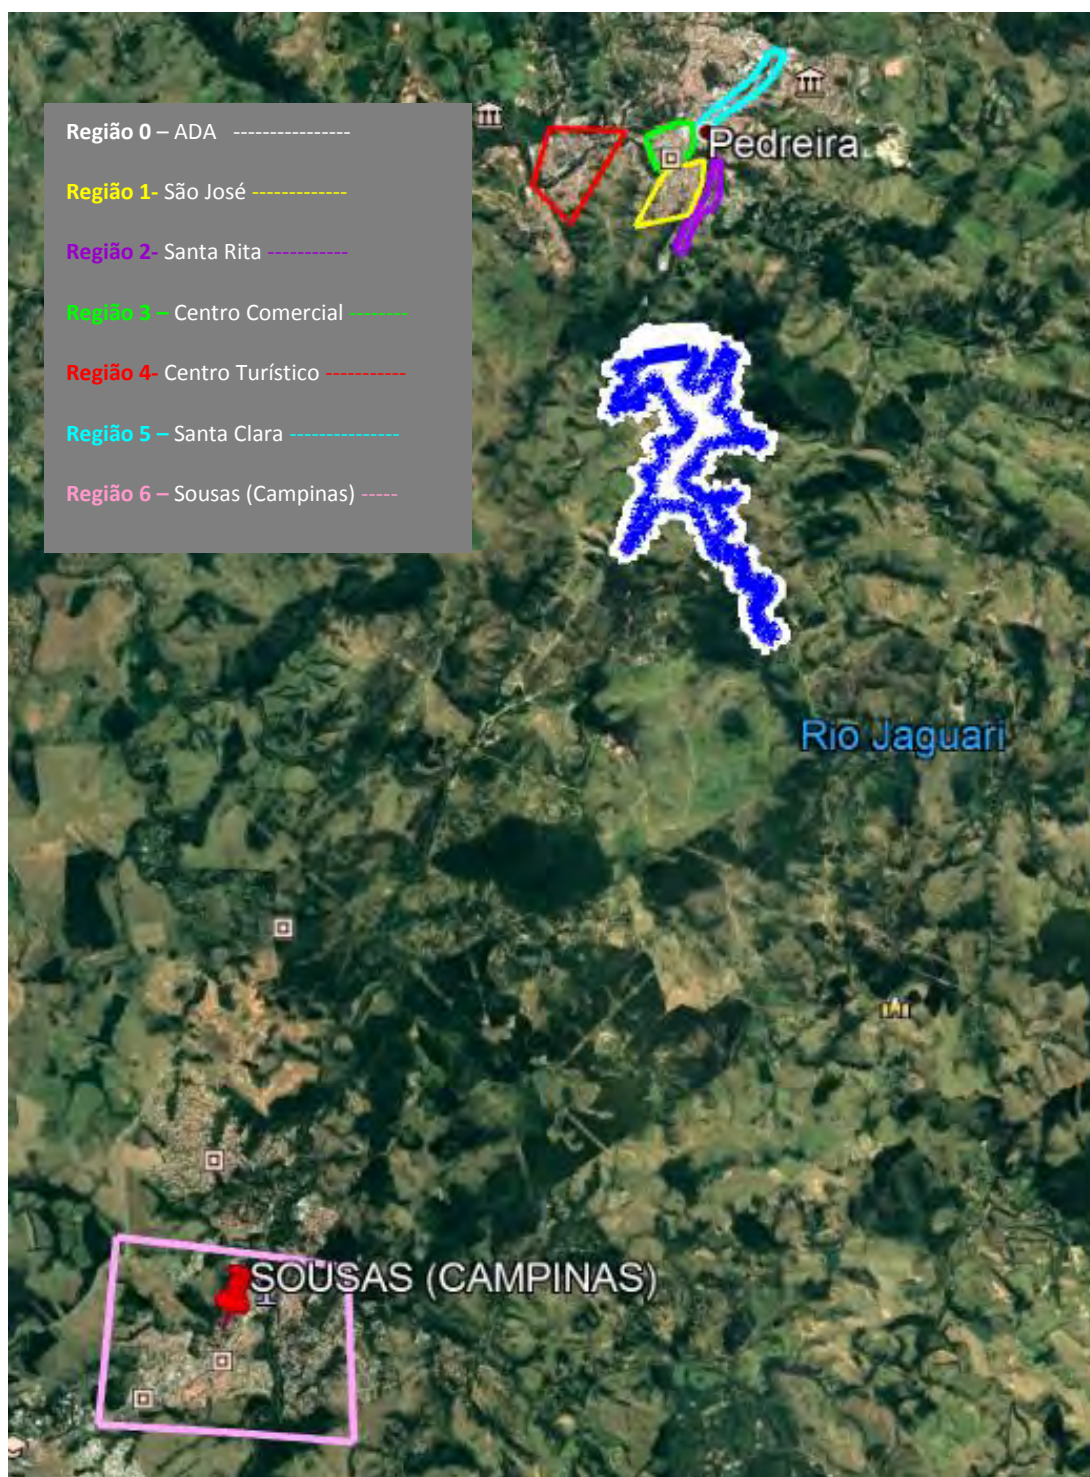 Região 0 – ADA ----------------
Região 1- São José -------------
Região 2- Santa Rita -----------
Região 3 – Centro Comercial --------
Região 4- Centro Turístico -----------
Região 5 – Santa Clara ---------------
Região 6 – Sousas (Campinas) -----
Pedreira
Rio Jaguari
SOUSAS (CAMPINAS)